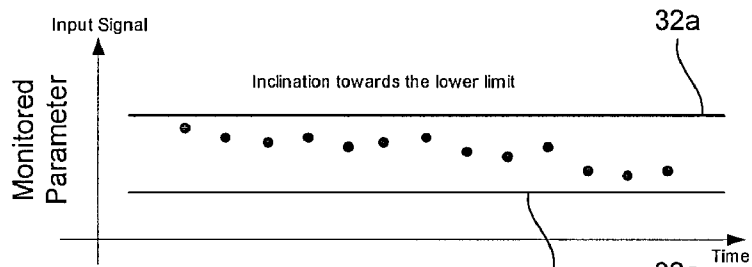 Input Signal
32a
Inclination towards the lower limit
Monitored
Parameter
Time